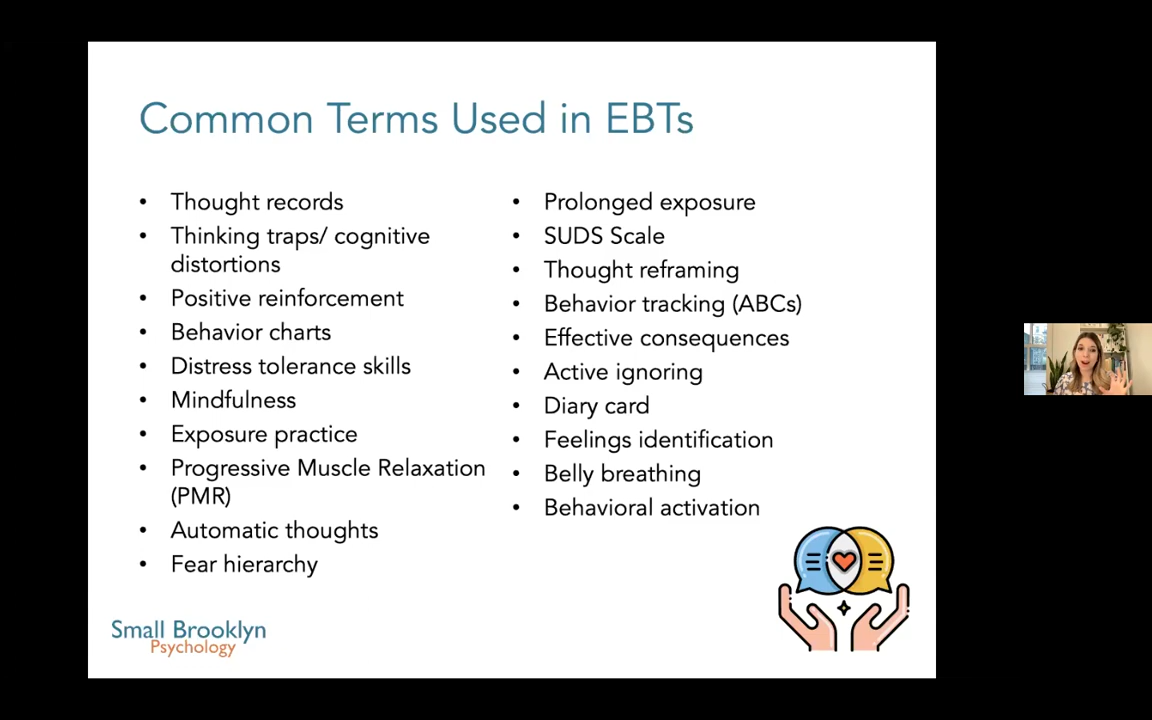 Common Terms Used in EBTs
• Thought records
• Thinking traps/ cognitive
distortions
• Positive reinforcement
• Behavior charts
• Distress tolerance skills
• Mindfulness
• Exposure practice
• Progressive Muscle Relaxation
(PMR)
• Automatic thoughts
• Fear hierarchy
• Prolonged exposure
• SUDS Scale
• Thought reframing
• Behavior tracking (ABCs)
• Effective consequences
• Active ignoring
• Diary card
• Feelings identification
• Belly breathing
• Behavioral activation
Small Brooklyn
Psychology